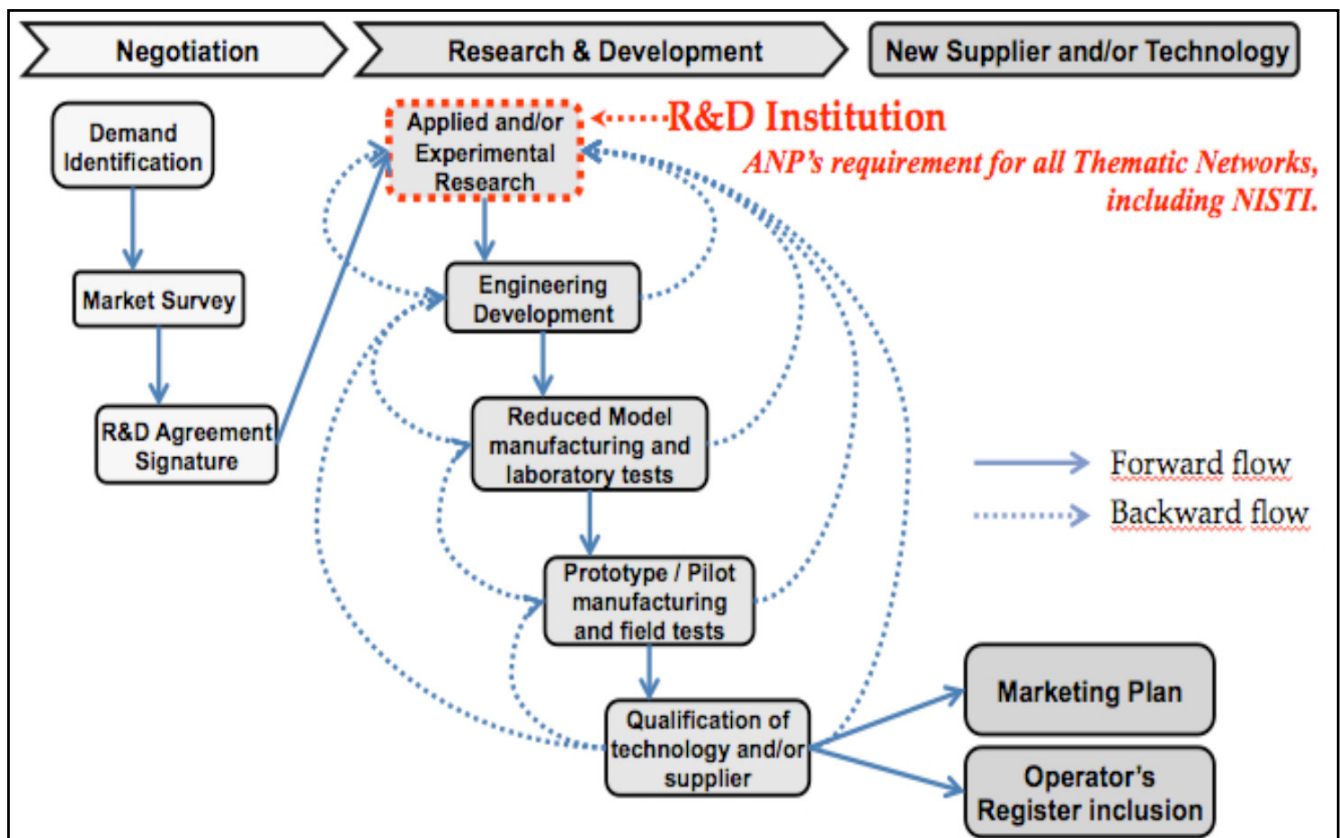 Negotiation
Research & Development
New Supplier and/or Technology
Demand
Identification
Market Survey
R&D Agreement
Signature
Applied and/or
Experimental
Research
R&D Institution
ANP's requirement for all Thematic Networks,
including NISTI.
Engineering
Development
Reduced Model
manufacturing and
laboratory tests
Prototype / Pilot
manufacturing
and field tests
Qualification of
technology and/or
supplier
Forward flow
Backward flow
Marketing Plan
Operator's
Register inclusion